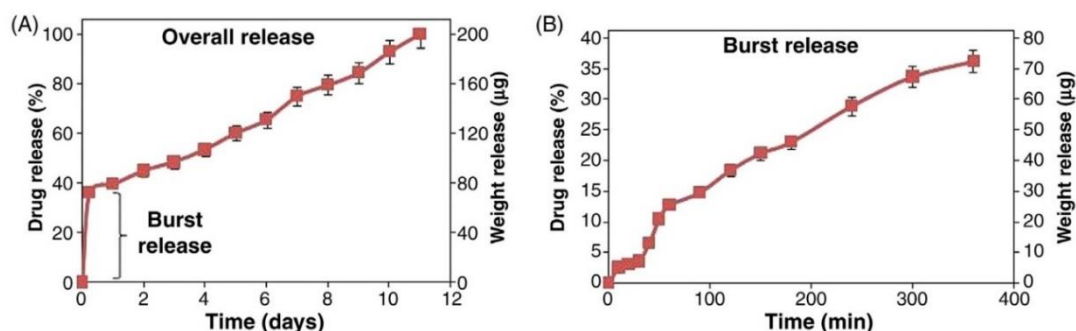 (A)
Overall release
Drug release (%)
100
80
60
40
20
0
Burst
release
Weight release (µg)
200
160
120
80
40
0
0 2 4 6 8 10 12
Time (days)
(B)
Burst release
Drug release (%)
40
35
30
25
20
15
10
5
0
Weight release (µg)
80
70
60
50
40
30
20
10
0
0 100 200 300 400
Time (min)